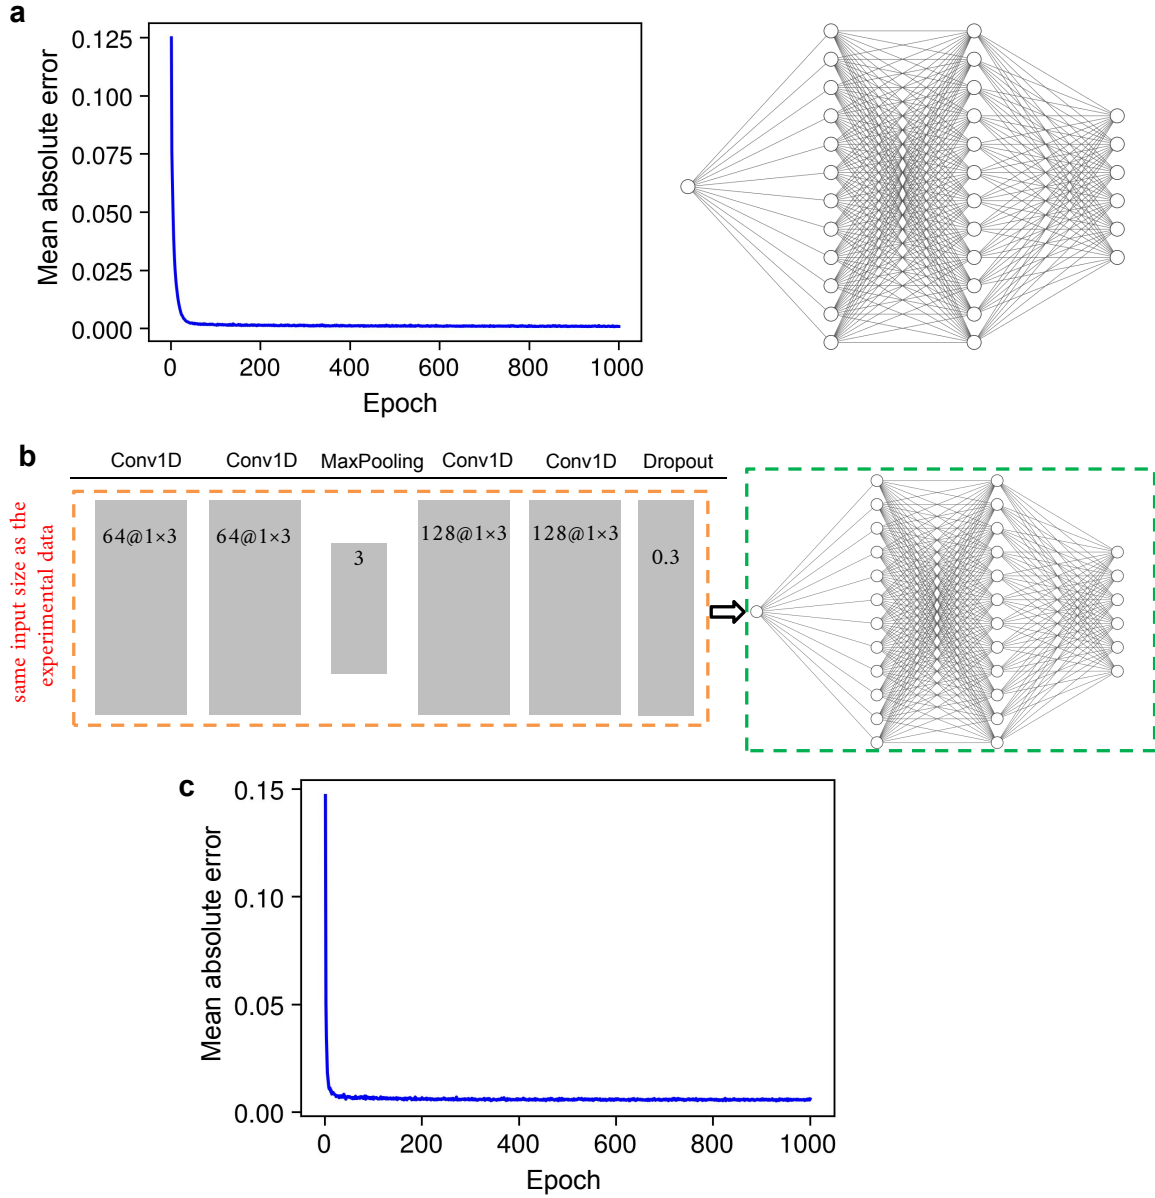 a
Mean absolute error
0.125
0.100
0.075
0.050
0.025
0.000
0 200 400 600 800 1000
Epoch
b
Conv1D Conv1D MaxPooling Conv1D Conv1D Dropout
same input size as the
experimental data
64@1×3 64@1×3 3 128@1×3 128@1×3 0.3
c
Mean absolute error
0.15
0.10
0.05
0.00
0 200 400 600 800 1000
Epoch